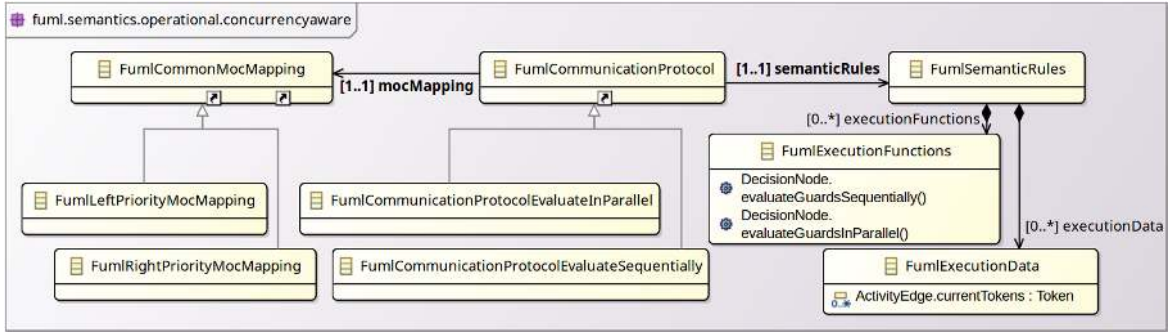 fuml.semantics.operational.concurrencyaware
FumlCommonMocMapping
FumlCommunicationProtocol
[1..1] semanticRules
FumlSemanticRules
[1..1] mocMapping
[0..*] executionFunctions
FumlExecutionFunctions
DecisionNode.
evaluateGuardsSequentially()
DecisionNode.
evaluateGuardsInParallel()
FumlLeftPriorityMocMapping
FumlCommunicationProtocolEvaluateInParallel
[0..*] executionData
FumlRightPriorityMocMapping
FumlCommunicationProtocolEvaluateSequentially
FumlExecutionData
0..*
ActivityEdge.currentTokens : Token